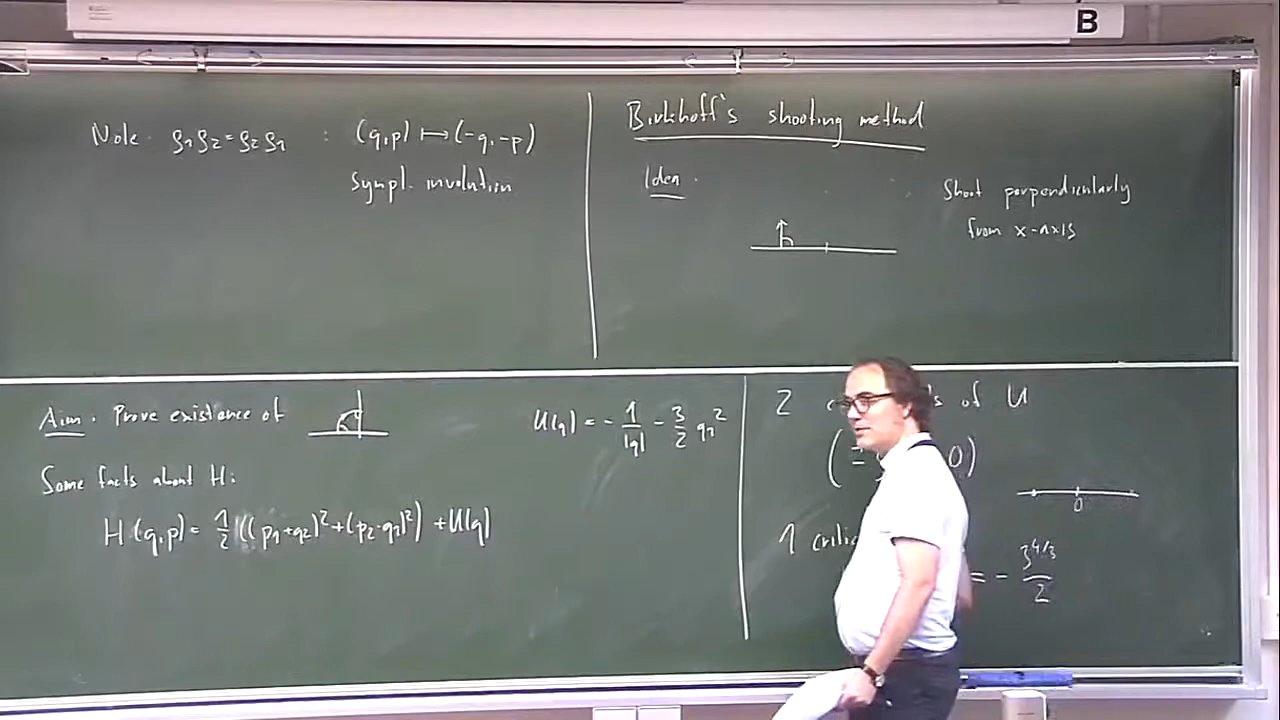 B
Note: ρ₁ρ₂ = ρ₂ρ₁ : (q,p) ↦ (-q,-p)
Sympl. involution
Birkhoff's shooting method
Idea.
Shoot perpendicularly
from x-axis
Aim: Prove existence of
Some facts about H:
H(q,p) = 1/2 ((p₁+q₂)²+(p₂-q₁)²) + U(q)
U(q) = - 1/|q| - 3/2 q₁²
2
of U
0)
0
1 critic
= - 3^{4/3}/2